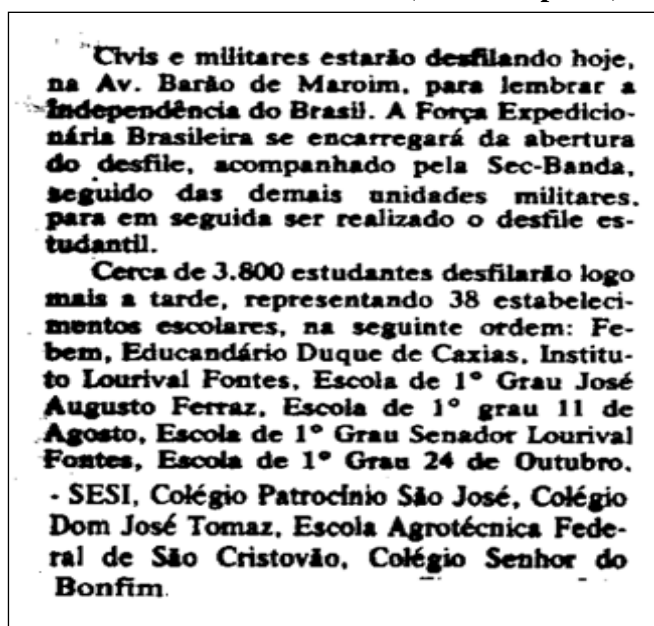 Civis e militares estarão desfilando hoje,
na Av. Barão de Maroim, para lembrar a
Independência do Brasil. A Força Expedicio-
nária Brasileira se encarregará da abertura
do desfile, acompanhado pela Sec-Banda,
seguido das demais unidades militares.
para em seguida ser realizado o desfile es-
tudantil.
Cerca de 3.800 estudantes desfilarão logo
mais a tarde, representando 38 estabeleci-
mentos escolares, na seguinte ordem: Fe-
bem, Educandário Duque de Caxias, Institu-
to Lourival Fontes, Escola de 1º Grau José
Augusto Ferraz, Escola de 1º grau 11 de
Agosto, Escola de 1º Grau Senador Lourival
Fontes, Escola de 1º Grau 24 de Outubro.
- SESI, Colégio Patrocínio São José, Colégio
Dom José Tomaz, Escola Agrotécnica Fede-
ral de São Cristovão, Colégio Senhor do
Bonfim.